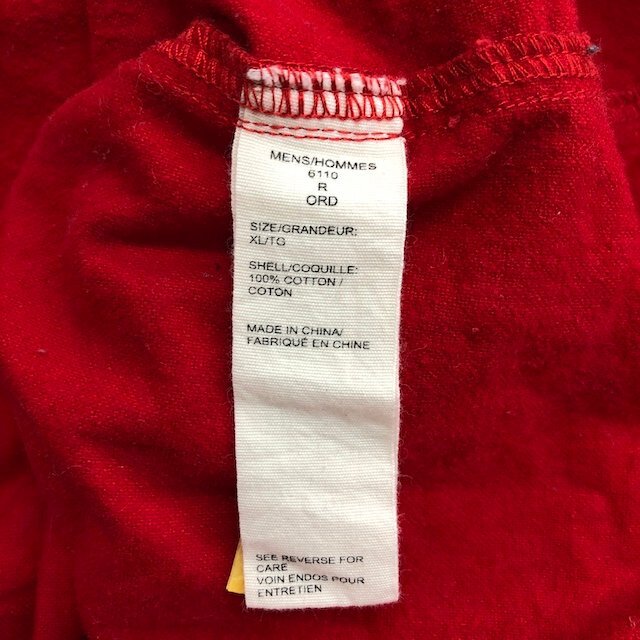 MENS/HOMMES
6110
R
ORD
SIZE/GRANDEUR:
XL/TG
SHELL/COQUILLE:
100% COTTON /
COTON
MADE IN CHINA/
FABRIQUÉ EN CHINE
SEE REVERSE FOR
CARE
VOIN ENDOS POUR
ENTRETIEN